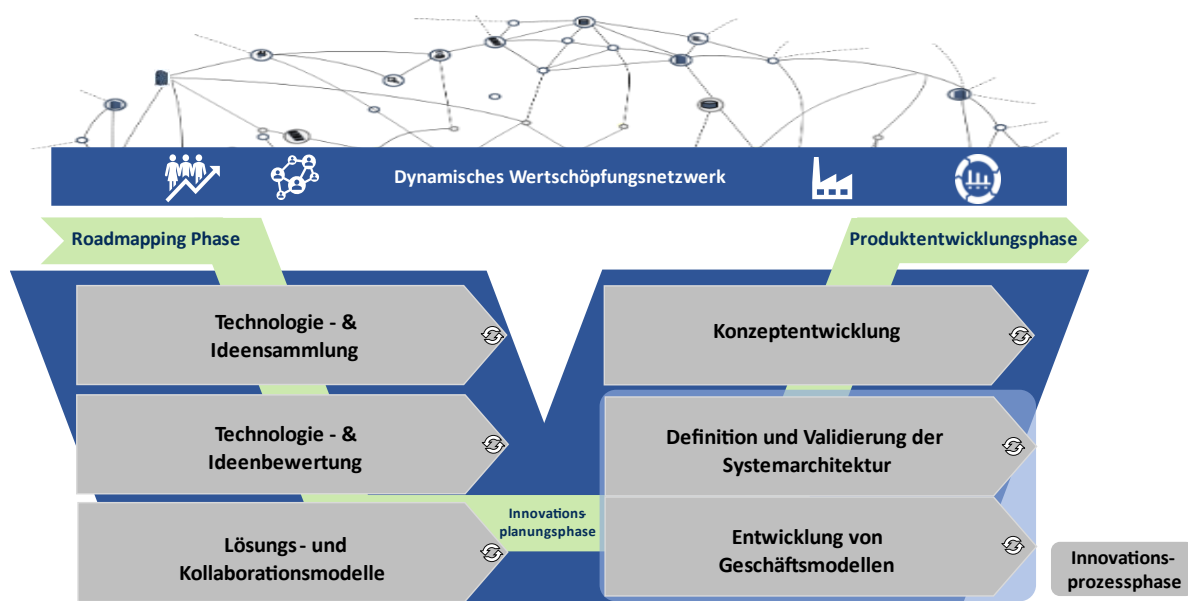 Dynamisches Wertschöpfungsnetzwerk
Roadmapping Phase
Produktentwicklungsphase
Technologie - &
Ideensammlung
Konzeptentwicklung
Technologie - &
Ideenbewertung
Definition und Validierung der
Systemarchitektur
Innovations-
planungsphase
Lösungs - und
Kollaborationsmodelle
Entwicklung von
Geschäftsmodellen
Innovations-
prozessphase